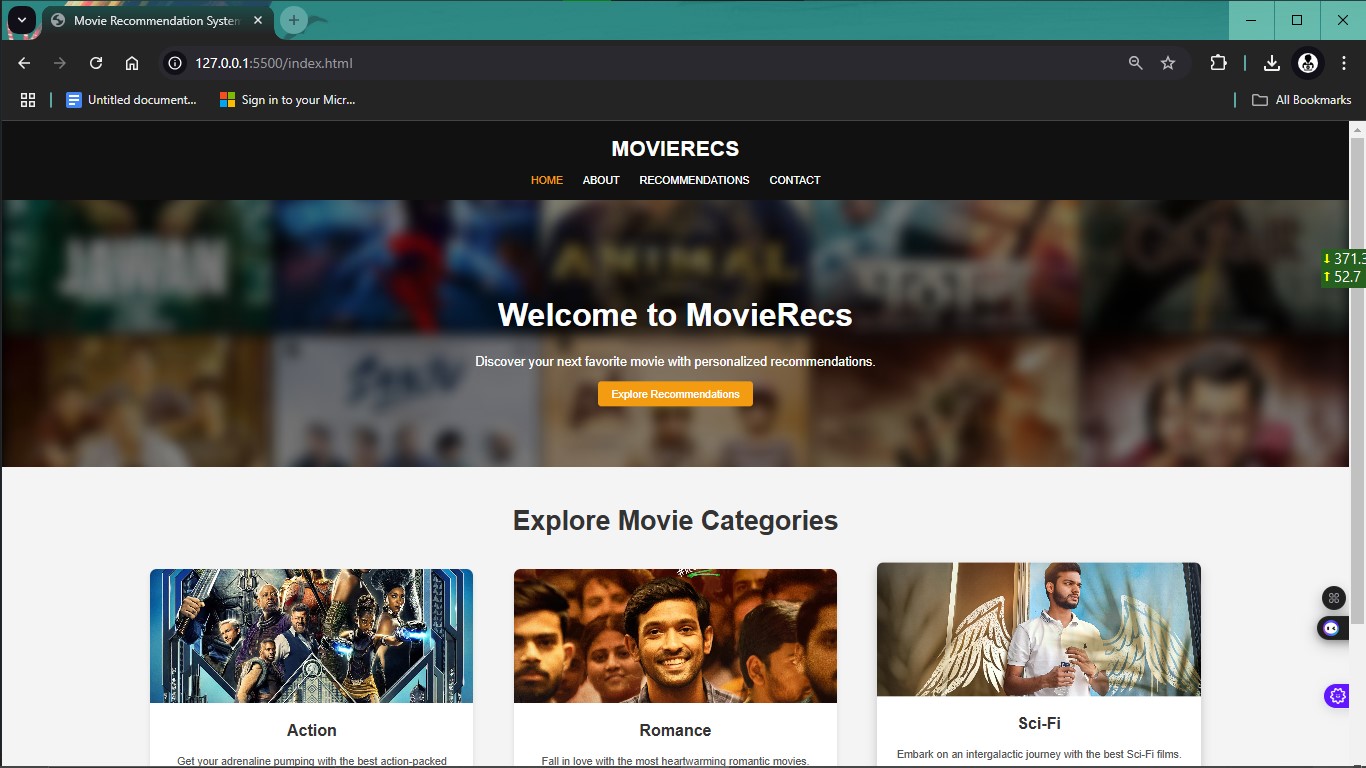 Movie Recommendation System
127.0.0.1:5500/index.html
Untitled document...
Sign in to your Micr...
All Bookmarks
MOVIERECS
HOME ABOUT RECOMMENDATIONS CONTACT
JAWAN
ANIMAL
पठान
371.3
52.7
Welcome to MovieRecs
Discover your next favorite movie with personalized recommendations.
Explore Recommendations
Explore Movie Categories
Action
Romance
Sci-Fi
Get your adrenaline pumping with the best action-packed
Fall in love with the most heartwarming romantic movies.
Embark on an intergalactic journey with the best Sci-Fi films.